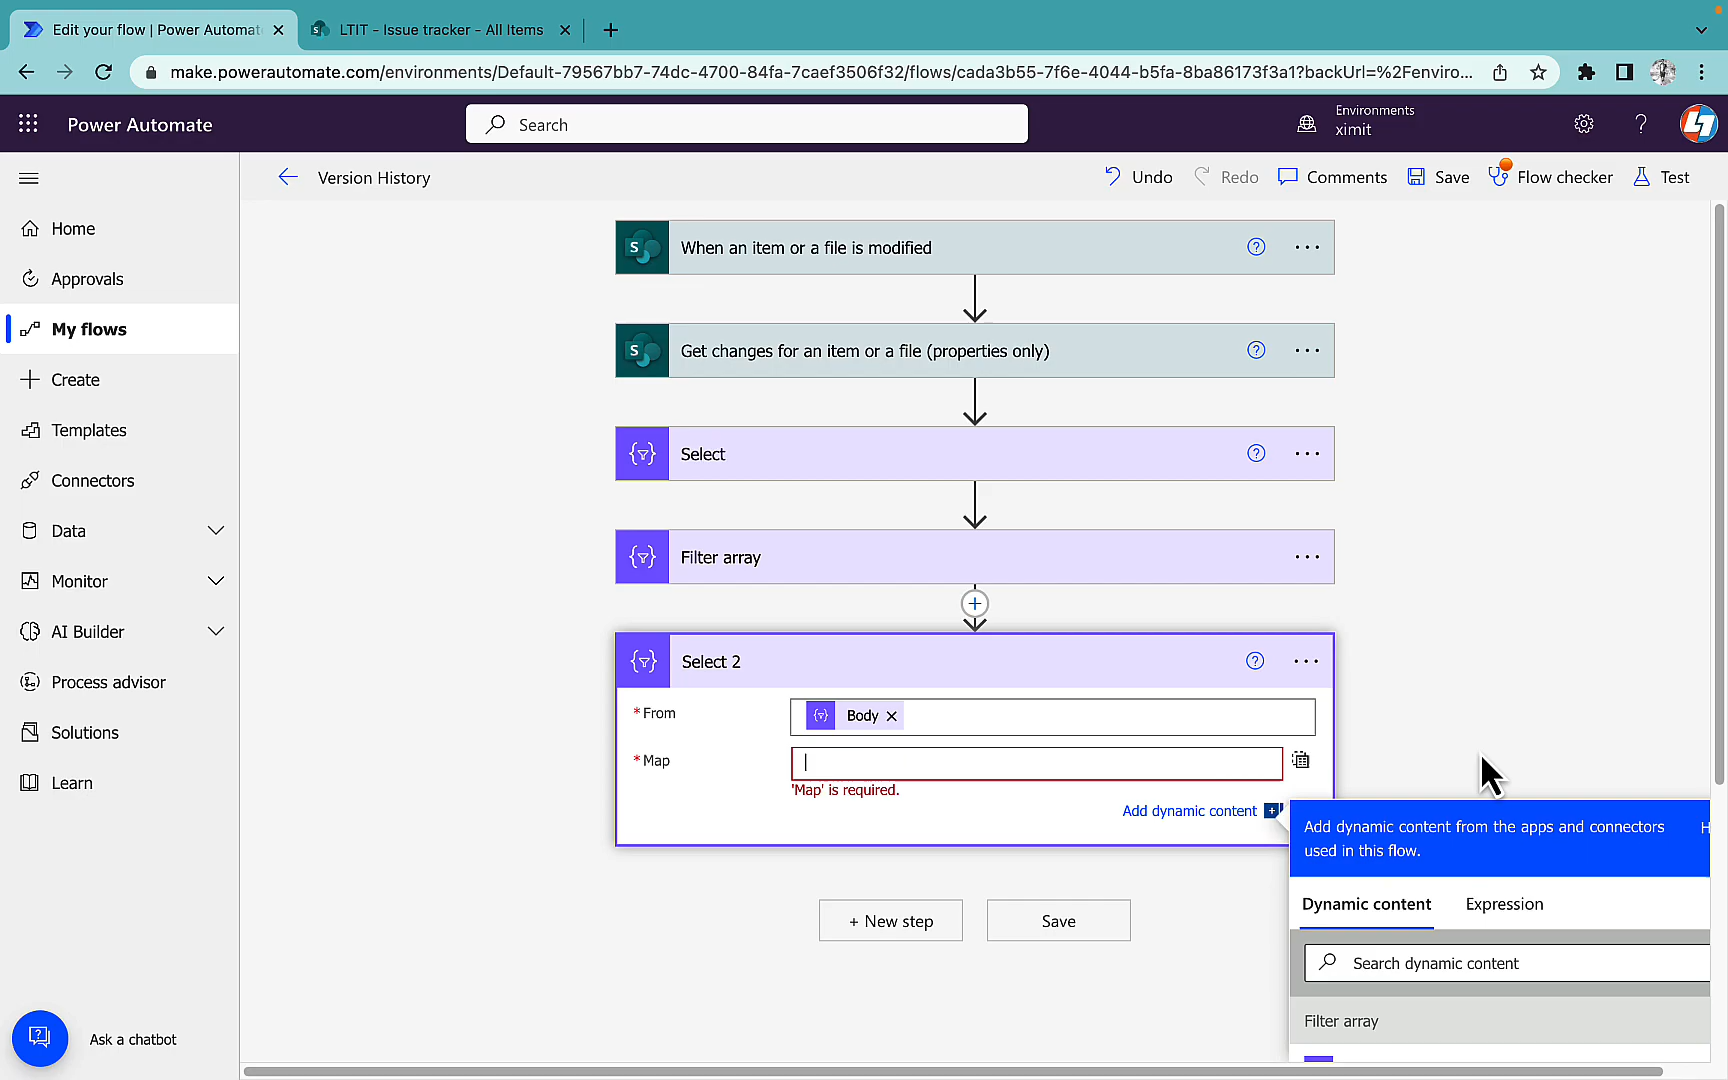 Edit your flow | Power Automat
LTIT - Issue tracker - All Items
make.powerautomate.com/environments/Default-79567bb7-74dc-4700-84fa-7caef3506f32/flows/cada3b55-7f6e-4044-b5fa-8ba86173f3a1?backUrl=%2Fenviro...
Power Automate
Search
Environments
ximit
Version History
Undo
Redo
Comments
Save
Flow checker
Test
Home
Approvals
My flows
Create
Templates
Connectors
Data
Monitor
AI Builder
Process advisor
Solutions
Learn
Ask a chatbot
When an item or a file is modified
Get changes for an item or a file (properties only)
Select
Filter array
Select 2
* From
Body
* Map
'Map' is required.
Add dynamic content
+ New step
Save
Add dynamic content from the apps and connectors
used in this flow.
Dynamic content
Expression
Search dynamic content
Filter array